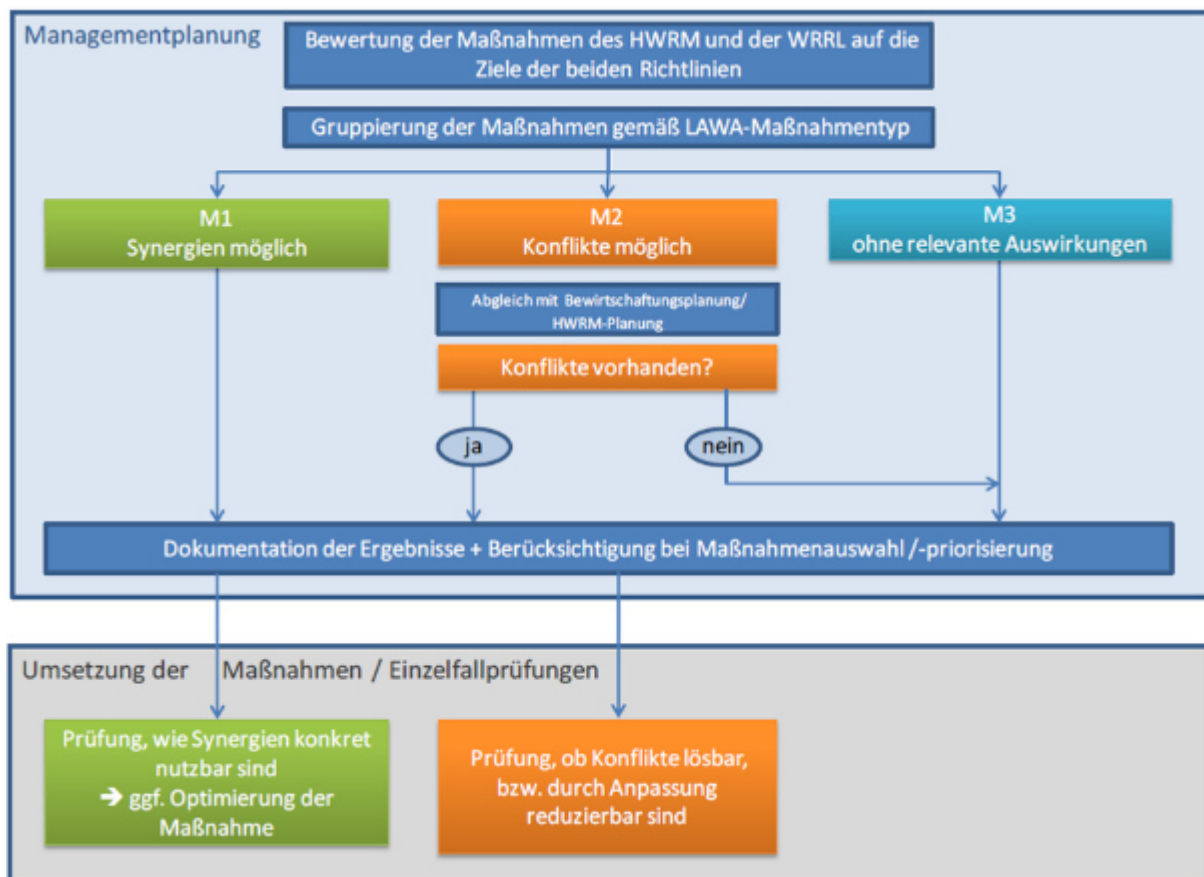 Managementplanung
Bewertung der Maßnahmen des HWRM und der WRRL auf die
Ziele der beiden Richtlinien
Gruppierung der Maßnahmen gemäß LAWA-Maßnahmentyp
M1
Synergien möglich
M2
Konflikte möglich
M3
ohne relevante Auswirkungen
Abgleich mit Bewirtschaftungsplanung/
HWRM-Planung
Konflikte vorhanden?
ja
nein
Dokumentation der Ergebnisse + Berücksichtigung bei Maßnahmenauswahl /-priorisierung
Umsetzung der Maßnahmen / Einzelfallprüfungen
Prüfung, wie Synergien konkret
nutzbar sind
➔ ggf. Optimierung der
Maßnahme
Prüfung, ob Konflikte lösbar,
bzw. durch Anpassung
reduzierbar sind